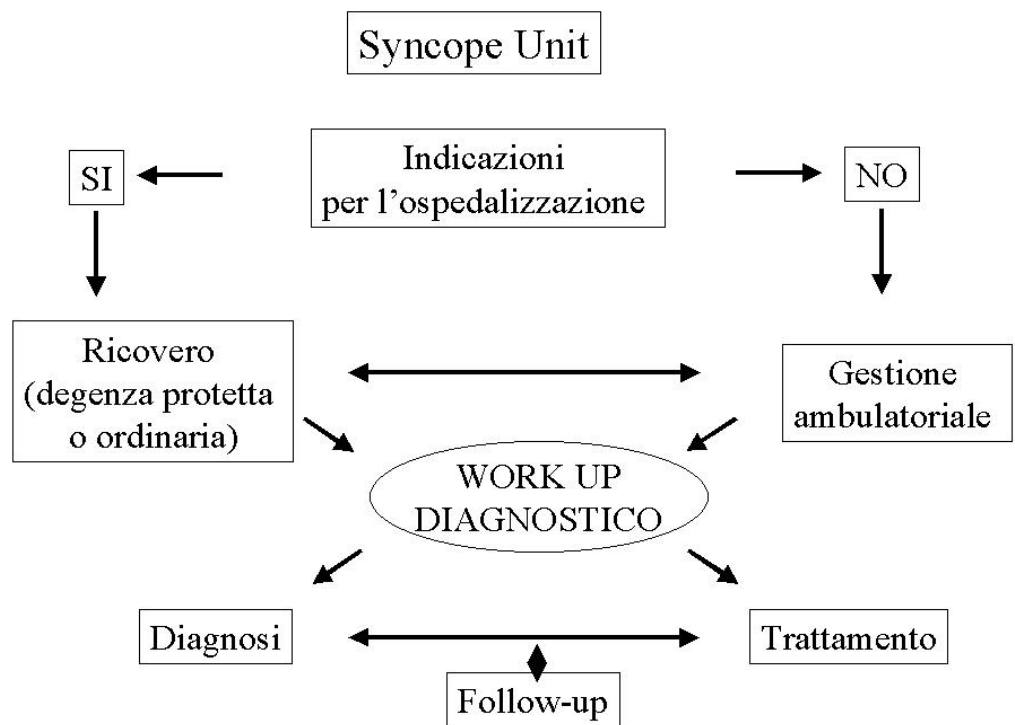 Syncope Unit
SI
Indicazioni
per l'ospedalizzazione
NO
Ricovero
(degenza protetta
o ordinaria)
Gestione
ambulatoriale
WORK UP
DIAGNOSTICO
Diagnosi
Trattamento
Follow-up